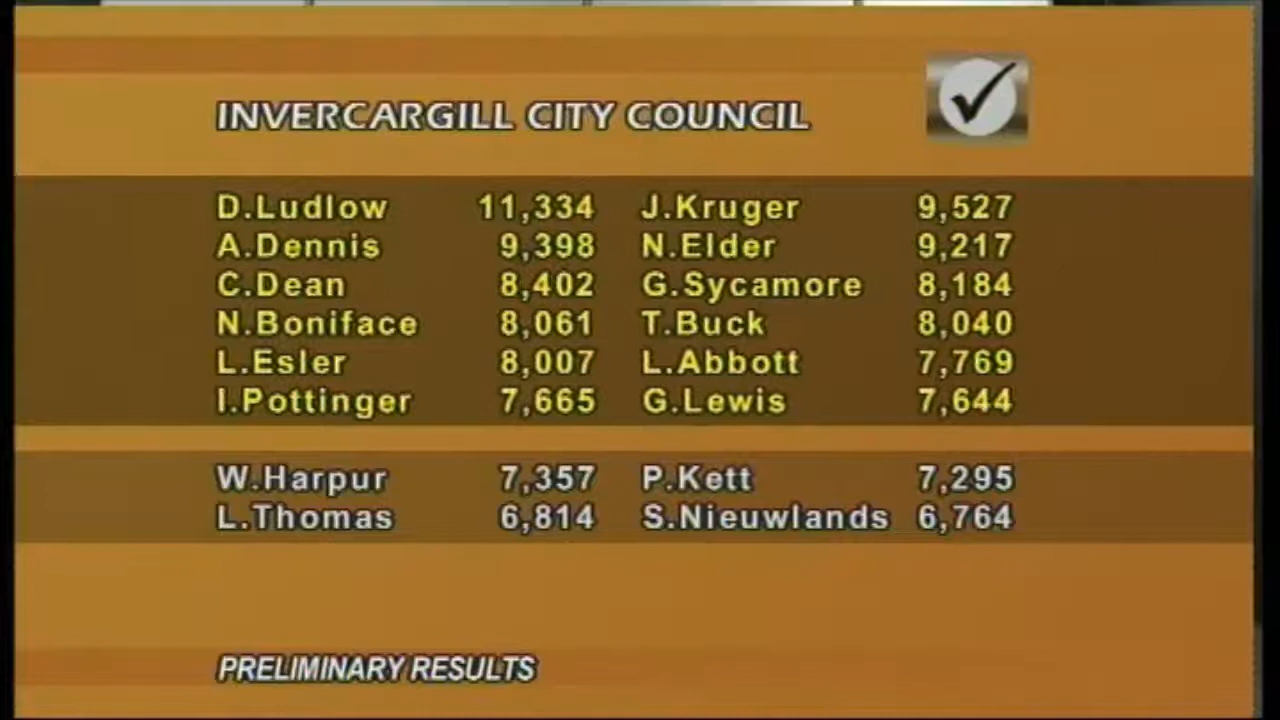 INVERCARGILL CITY COUNCIL
D.Ludlow 11,334 J.Kruger 9,527
A.Dennis 9,398 N.Elder 9,217
C.Dean 8,402 G.Sycamore 8,184
N.Boniface 8,061 T.Buck 8,040
L.Esler 8,007 L.Abbott 7,769
I.Pottinger 7,665 G.Lewis 7,644
W.Harpur 7,357 P.Kett 7,295
L.Thomas 6,814 S.Nieuwlands 6,764
PRELIMINARY RESULTS